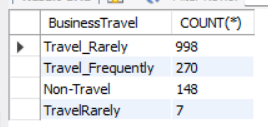 BusinessTravel COUNT(*)
Travel_Rarely 998
Travel_Frequently 270
Non-Travel 148
TravelRarely 7